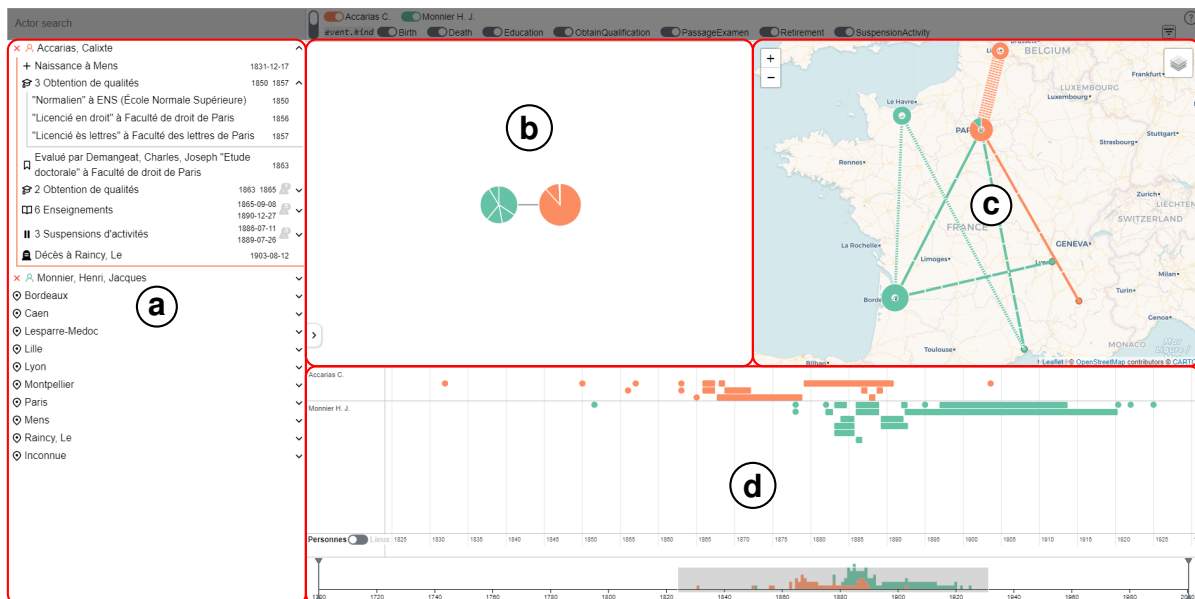 Actor search
Accarias C. Monnier H. J.
event.kind Birth Death Education ObtainQualification PassageExamen Retirement SuspensionActivity
Accarias, Calixte
Naissance à Mens 1831-12-17
3 Obtention de qualités 1850 1857
"Normalien" à ENS (École Normale Supérieure) 1850
"Licencié en droit" à Faculté de droit de Paris 1856
"Licencié ès lettres" à Faculté des lettres de Paris 1857
Evalué par Demangeat, Charles, Joseph "Etude
doctorale" à Faculté de droit de Paris 1863
2 Obtention de qualités 1863 1865
6 Enseignements 1865-09-08
1890-12-27
3 Suspensions d'activités 1886-07-11
1889-07-26
Décès à Raincy, Le 1903-08-12
Monnier, Henri, Jacques
Bordeaux
Caen
Lesparre-Medoc
Lille
Lyon
Montpellier
Paris
Mens
Raincy, Le
Inconnue
a
b
>
+
−
BELGIUM
Frankfurt
LUXEMBOURG
Luxembourg
Le Havre
PAR
Stuttgart
Strasbourg
Rennes
c
Zurich
LIECHTEN
SWITZERLAND
FRANCE
La Rochelle
GENEVA
Limoges
Milan
Borde
Turin
Genoa
MONACO
Toulouse
Bilbao
Leaflet | © OpenStreetMap contributors © CARTO
Accarias C.
Monnier H. J.
d
Personnes Lieux 1825 1830 1835 1840 1845 1850 1855 1860 1865 1870 1875 1880 1885 1890 1895 1900 1905 1910 1915 1920 1925
1700 1720 1740 1760 1780 1800 1820 1840 1860 1880 1900 1920 1940 1960 1980 2000